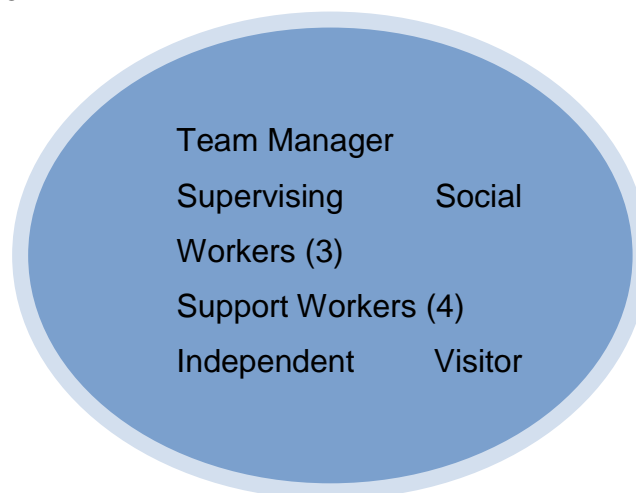 Team Manager
Supervising Social
Workers (3)
Support Workers (4)
Independent Visitor